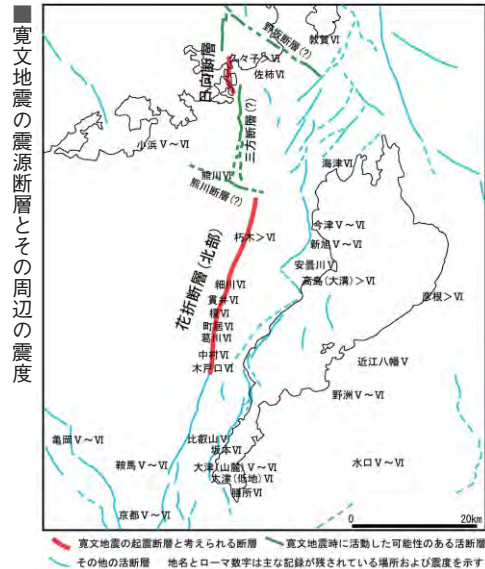 ■寛文地震の震源断層とその周辺の震度
野坂断層(?)
敦賀Ⅵ
日向断層
久々子>Ⅵ
佐柿Ⅵ
三方断層(?)
小浜Ⅴ～Ⅵ
熊川Ⅵ
海津Ⅵ
熊川断層(?)
今津Ⅴ～Ⅵ
朽木>Ⅵ
新旭Ⅴ～Ⅵ
花折断層(北部)
安曇川Ⅵ
高島(大溝)>Ⅵ
細川Ⅵ
彦根>Ⅵ
貫井Ⅵ
榎Ⅵ
町居Ⅵ
葛川Ⅵ
中村Ⅵ
近江八幡Ⅴ
木戸口Ⅵ
野洲Ⅴ～Ⅵ
亀岡Ⅴ～Ⅵ
比叡山Ⅵ
坂本Ⅵ
鞍馬Ⅴ～Ⅵ
大津(山麓)Ⅴ～Ⅵ
水口Ⅴ～Ⅵ
大津(低地)Ⅵ
膳所Ⅵ
京都Ⅴ～Ⅵ
0 20km
寛文地震の起震断層と考えられる断層
寛文地震時に活動した可能性のある活断層
その他の活断層
地名とローマ数字は主な記録が残されている場所および震度を示す